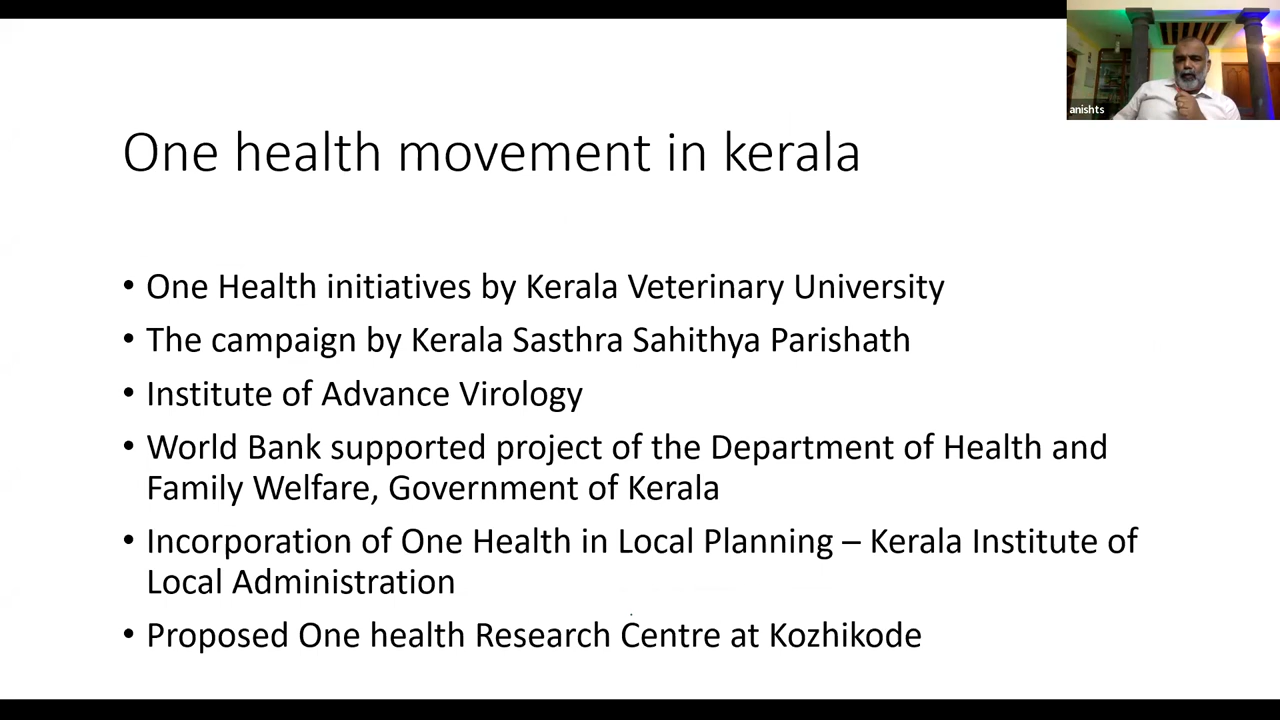 anishts
One health movement in kerala
• One Health initiatives by Kerala Veterinary University
• The campaign by Kerala Sasthra Sahithya Parishath
• Institute of Advance Virology
• World Bank supported project of the Department of Health and
Family Welfare, Government of Kerala
• Incorporation of One Health in Local Planning – Kerala Institute of
Local Administration
• Proposed One health Research Centre at Kozhikode